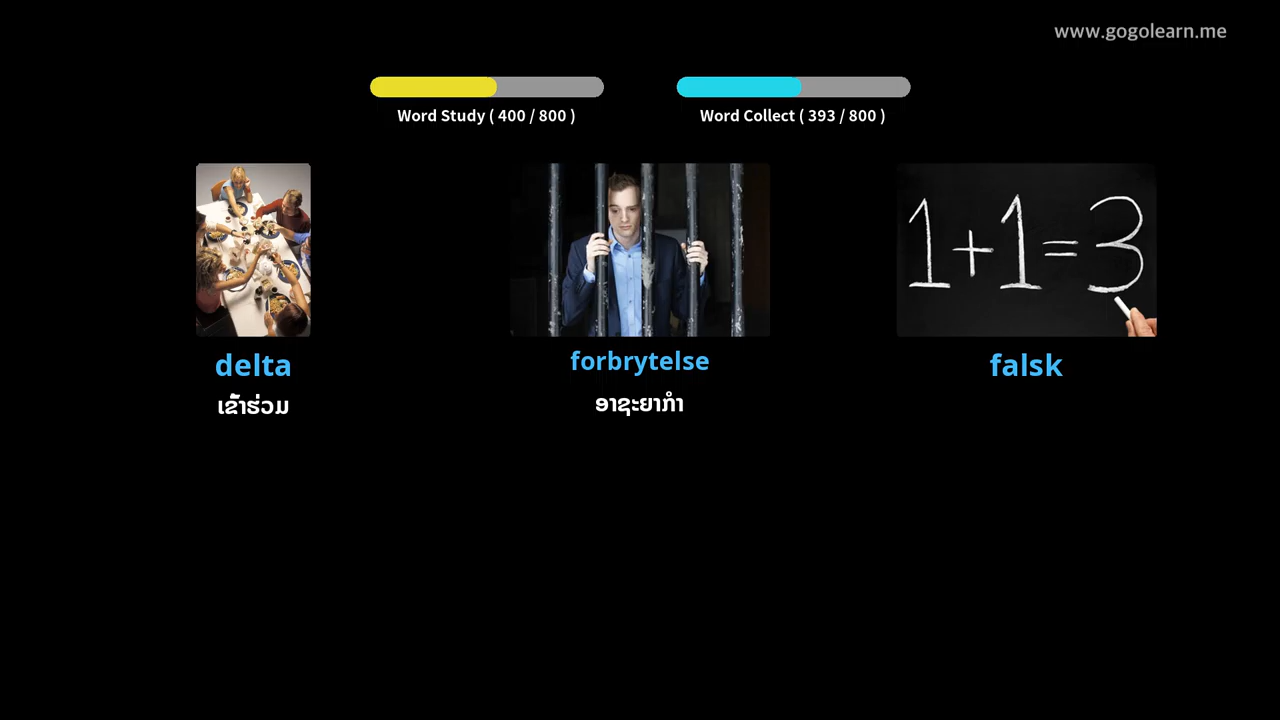 www.gogolearn.me
Word Study ( 400 / 800 )
Word Collect ( 393 / 800 )
1+1=3
delta
forbrytelse
falsk
ເຂົ້າຮ່ວມ
ອາຊະຍາກໍາ